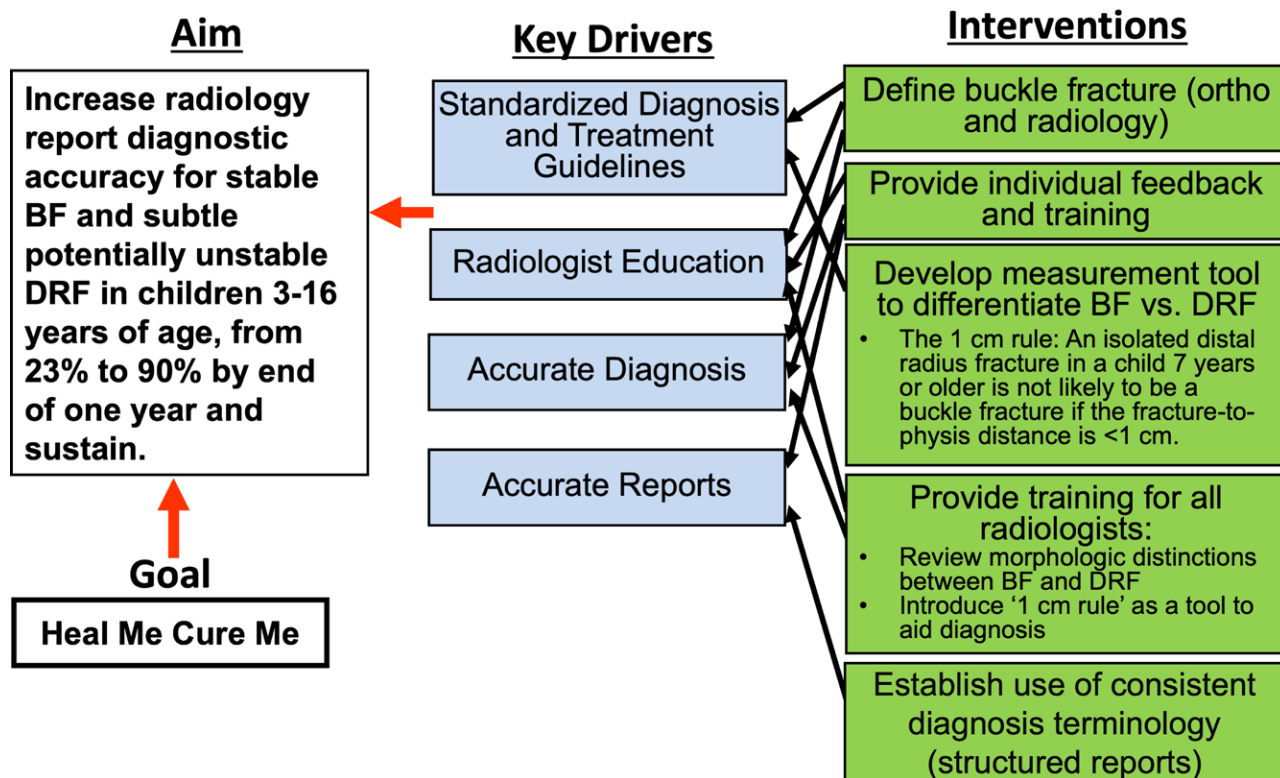 Aim
Increase radiology
report diagnostic
accuracy for stable
BF and subtle
potentially unstable
DRF in children 3-16
years of age, from
23% to 90% by end
of one year and
sustain.
Goal
Heal Me Cure Me
Key Drivers
Standardized Diagnosis
and Treatment
Guidelines
Radiologist Education
Accurate Diagnosis
Accurate Reports
Interventions
Define buckle fracture (ortho
and radiology)
Provide individual feedback
and training
Develop measurement tool
to differentiate BF vs. DRF
• The 1 cm rule: An isolated distal
radius fracture in a child 7 years
or older is not likely to be a
buckle fracture if the fracture-to-
physis distance is <1 cm.
Provide training for all
radiologists:
• Review morphologic distinctions
between BF and DRF
• Introduce ‘1 cm rule’ as a tool to
aid diagnosis
Establish use of consistent
diagnosis terminology
(structured reports)